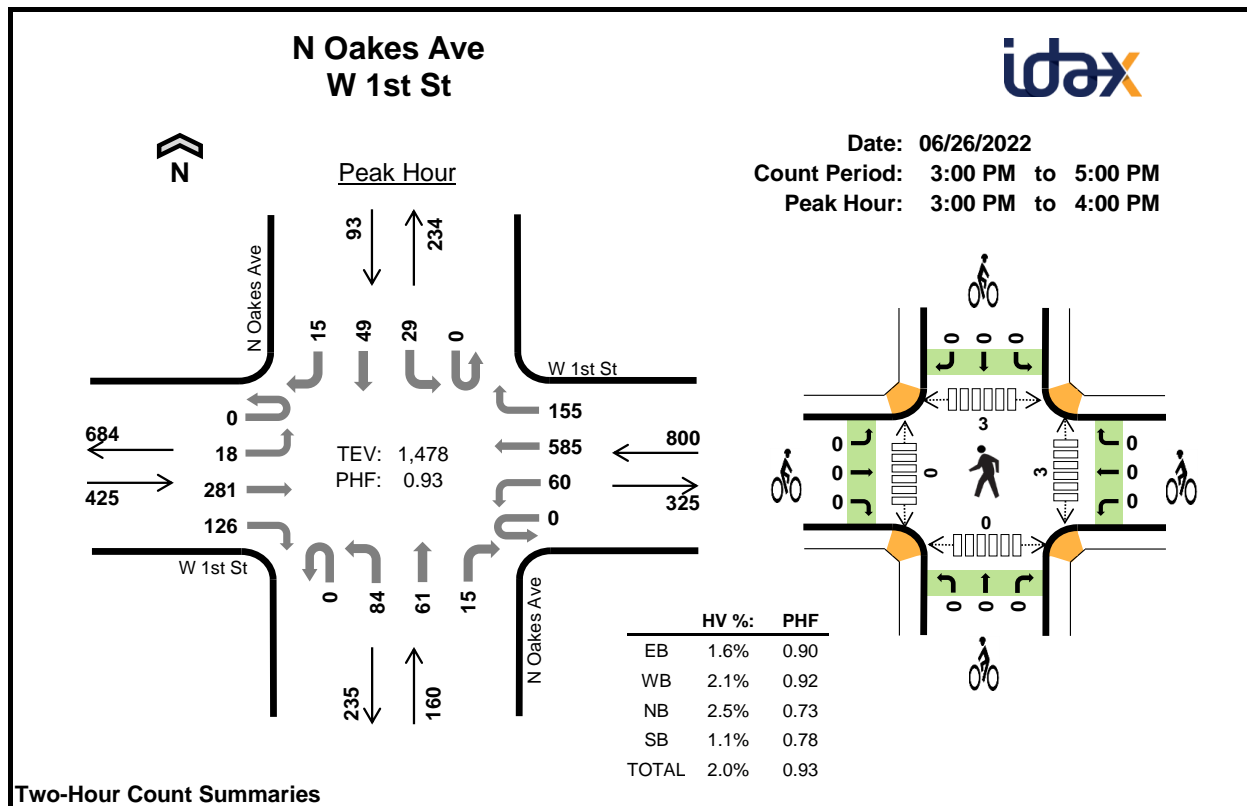 N Oakes Ave
W 1st St
idax
N
Peak Hour
Date: 06/26/2022
Count Period: 3:00 PM to 5:00 PM
Peak Hour: 3:00 PM to 4:00 PM
93
234
N Oakes Ave
15
49
29
0
W 1st St
0
18
281
126
684
425
TEV: 1,478
PHF: 0.93
155
585
60
0
800
325
W 1st St
0
84
61
15
N Oakes Ave
235
160
0
0
0
3
0
0
0
0
3
0
0
0
0
0
0
0
HV %: PHF
EB 1.6% 0.90
WB 2.1% 0.92
NB 2.5% 0.73
SB 1.1% 0.78
TOTAL 2.0% 0.93
Two-Hour Count Summaries